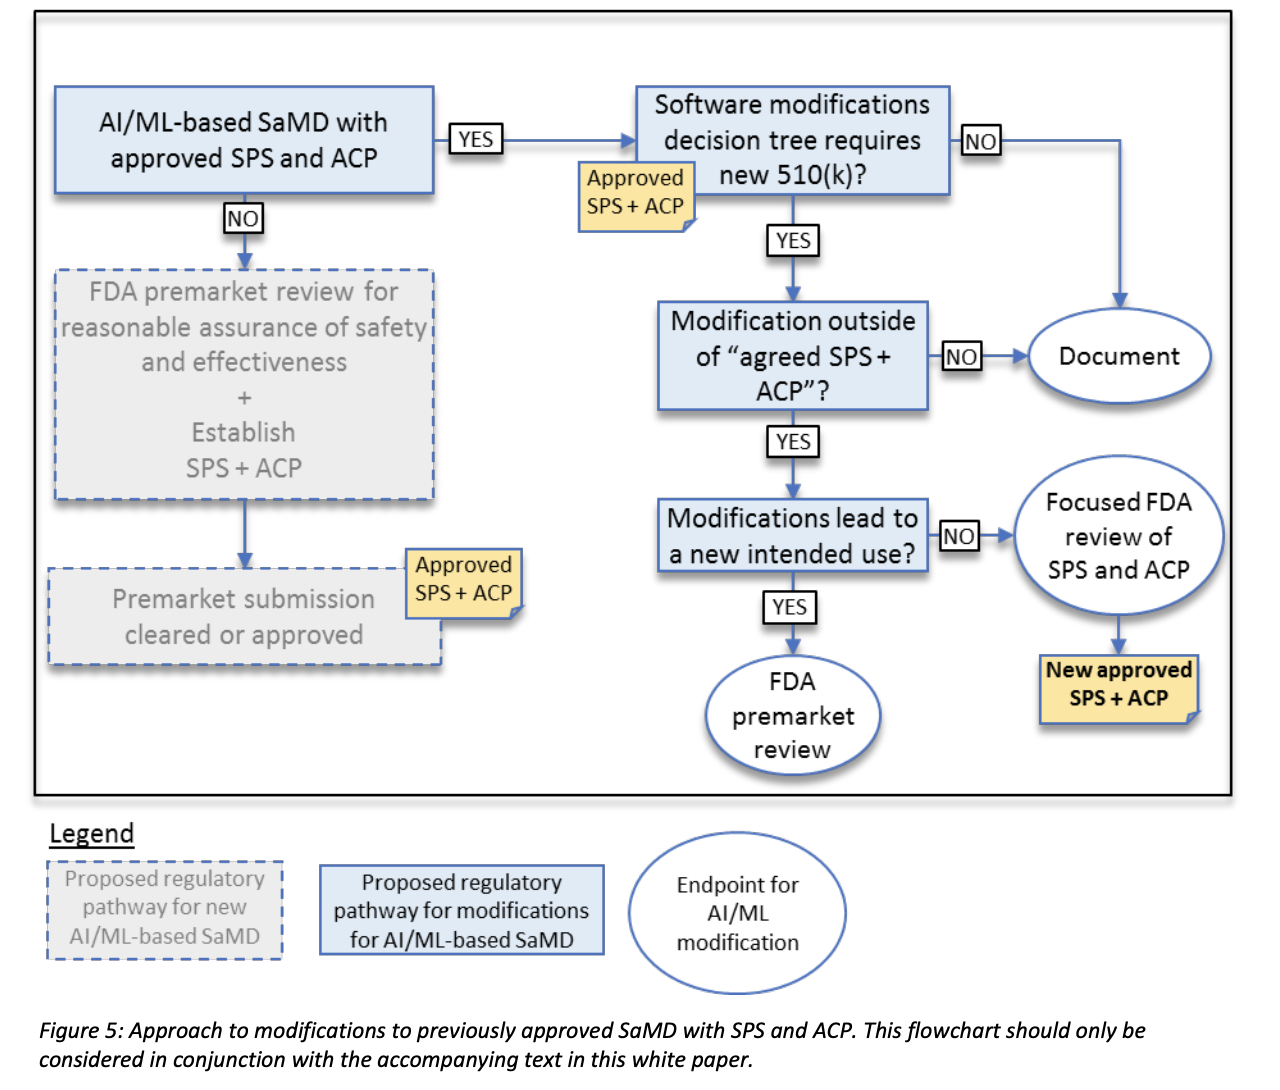 AI/ML-based SaMD with
approved SPS and ACP
YES
Software modifications
decision tree requires
new 510(k)?
Approved
SPS + ACP
NO
NO
YES
FDA premarket review for
reasonable assurance of safety
and effectiveness
+
Establish
SPS + ACP
Modification outside
of “agreed SPS +
ACP”?
NO
Document
YES
Premarket submission
cleared or approved
Approved
SPS + ACP
Modifications lead to
a new intended use?
NO
Focused FDA
review of
SPS and ACP
YES
FDA
premarket
review
New approved
SPS + ACP
Legend
Proposed regulatory
pathway for new
AI/ML-based SaMD
Proposed regulatory
pathway for modifications
for AI/ML-based SaMD
Endpoint for
AI/ML
modification
Figure 5: Approach to modifications to previously approved SaMD with SPS and ACP. This flowchart should only be
considered in conjunction with the accompanying text in this white paper.